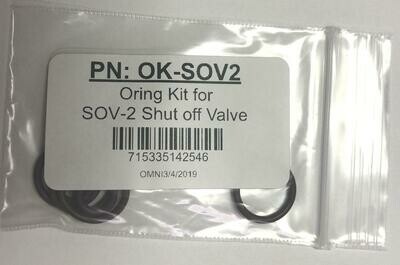 PN: OK-SOV2
Oring Kit for
SOV-2 Shut off Valve
715335142546
OMNI3/4/2019